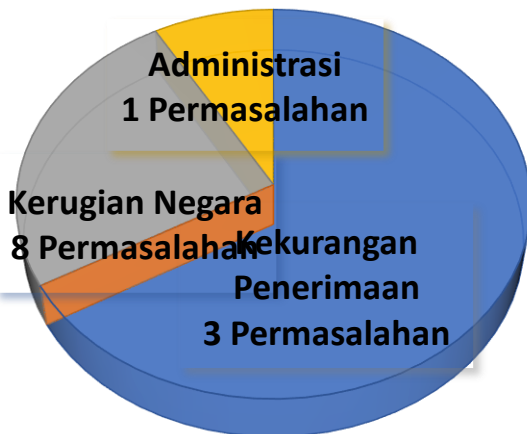 Administrasi
1 Permasalahan
Kerugian Negara
8 Permasalahan
Kekurangan
Penerimaan
3 Permasalahan